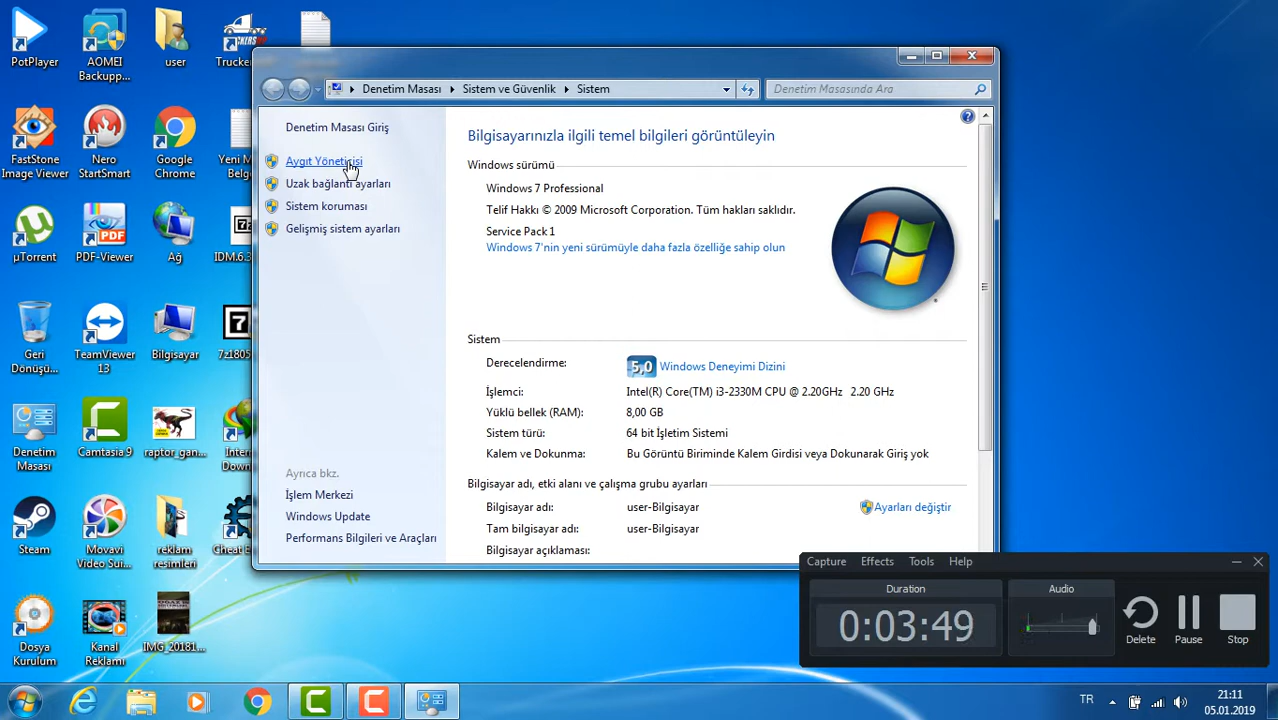 PotPlayer
AOMEI
Backupp...
user
Trucker
FastStone
Image Viewer
Nero
StartSmart
Google
Chrome
Yeni M
Belg
µTorrent
PDF-Viewer
Ağ
IDM.6.3
Geri
Dönüşü...
TeamViewer
13
Bilgisayar
7z1805
Denetim
Masası
Camtasia 9
raptor_gan...
Intern
Down
Steam
Movavi
Video Sui...
reklam
resimleri
Cheat E
Dosya
Kurulum
Kanal
Reklamı
IMG_20181...
Denetim Masası
Sistem ve Güvenlik
Sistem
Denetim Masasında Ara
Denetim Masası Giriş
Aygıt Yöneticisi
Uzak bağlantı ayarları
Sistem koruması
Gelişmiş sistem ayarları
Ayrıca bkz.
İşlem Merkezi
Windows Update
Performans Bilgileri ve Araçları
Bilgisayarınızla ilgili temel bilgileri görüntüleyin
Windows sürümü
Windows 7 Professional
Telif Hakkı © 2009 Microsoft Corporation. Tüm hakları saklıdır.
Service Pack 1
Windows 7'nin yeni sürümüyle daha fazla özelliğe sahip olun
Sistem
Derecelendirme: 5,0 Windows Deneyimi Dizini
İşlemci: Intel(R) Core(TM) i3-2330M CPU @ 2.20GHz 2.20 GHz
Yüklü bellek (RAM): 8,00 GB
Sistem türü: 64 bit İşletim Sistemi
Kalem ve Dokunma: Bu Görüntü Biriminde Kalem Girdisi veya Dokunarak Giriş yok
Bilgisayar adı, etki alanı ve çalışma grubu ayarları
Bilgisayar adı: user-Bilgisayar Ayarları değiştir
Tam bilgisayar adı: user-Bilgisayar
Bilgisayar açıklaması:
Capture Effects Tools Help
Duration
0:03:49
Audio
Delete
Pause
Stop
TR
21:11
05.01.2019